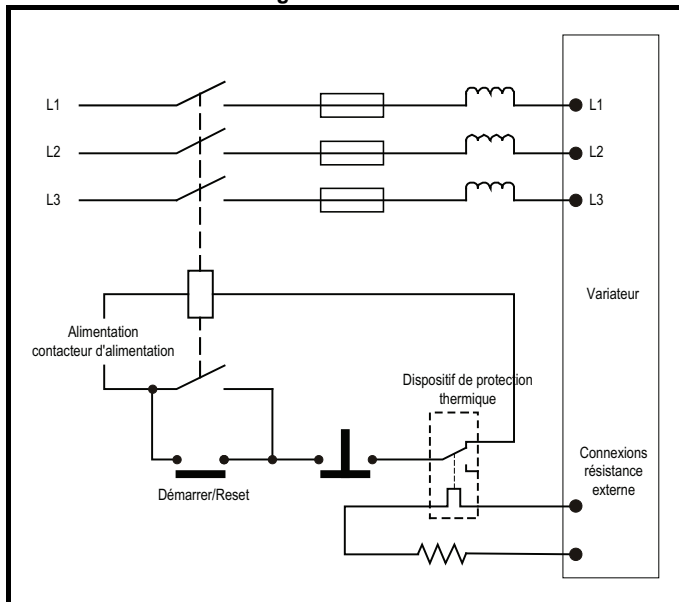 L1
L1
L2
L2
L3
L3
Variateur
Alimentation
contacteur d'alimentation
Dispositif de protection
thermique
Connexions
résistance
externe
Démarrer/Reset